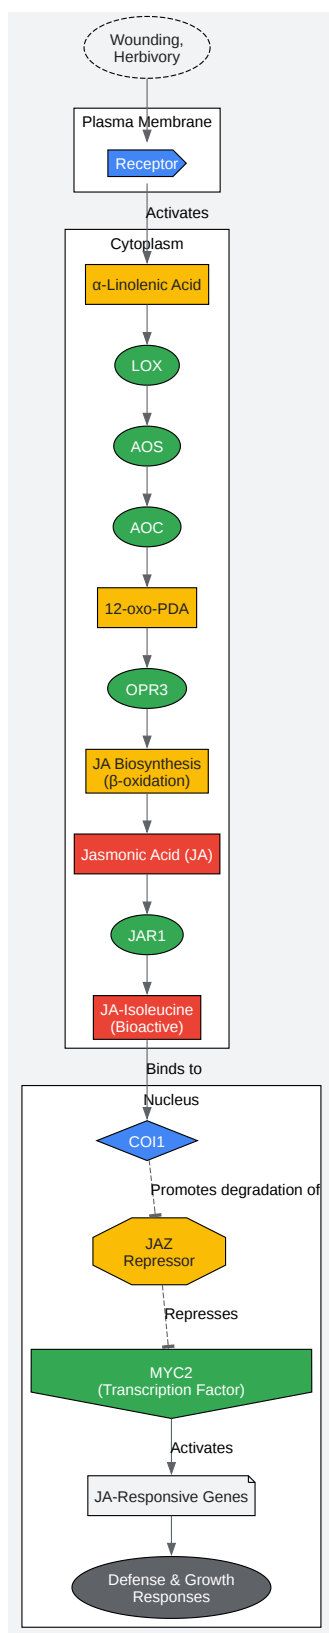 Wounding,
Herbivory
Plasma Membrane
Receptor
Activates
Cytoplasm
α-Linolenic Acid
LOX
AOS
AOC
12-oxo-PDA
OPR3
JA Biosynthesis
(β-oxidation)
Jasmonic Acid (JA)
JAR1
JA-Isoleucine
(Bioactive)
Binds to
Nucleus
COI1
Promotes degradation of
JAZ
Repressor
Represses
MYC2
(Transcription Factor)
Activates
JA-Responsive Genes
Defense & Growth
Responses